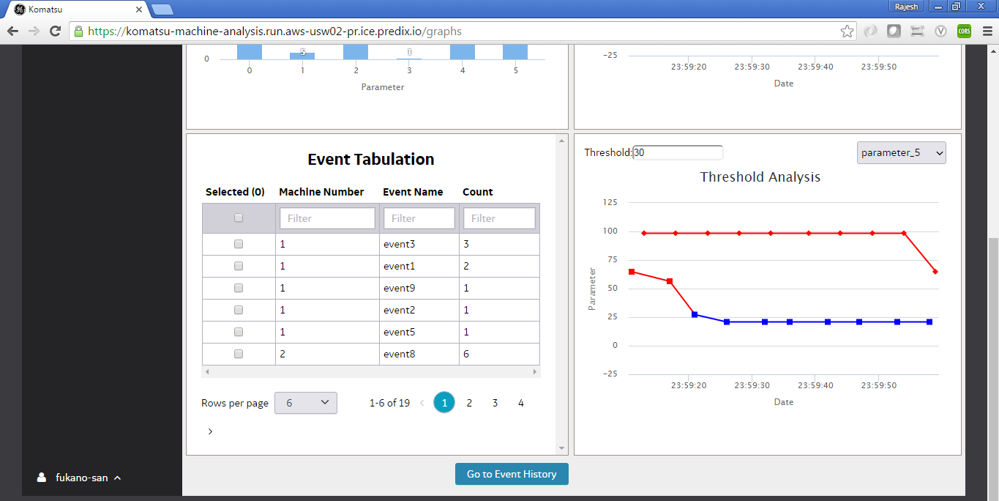 Komatsu
Rajesh
https://komatsu-machine-analysis.run.aws-usw02-pr.ice.predix.io/graphs
CORS
0
5
1
0 1 2 3 4 5
Parameter
−25
23:59:20 23:59:30 23:59:40 23:59:50
Date
Event Tabulation
Selected (0) Machine Number Event Name Count
Filter Filter Filter
1 event3 3
1 event1 2
1 event9 1
1 event2 1
1 event5 1
2 event8 6
Rows per page 6 1-6 of 19 1 2 3 4
Threshold: 30 parameter_5
Threshold Analysis
125
100
75
50
25
0
−25
Parameter
23:59:20 23:59:30 23:59:40 23:59:50
Date
fukano-san
Go to Event History